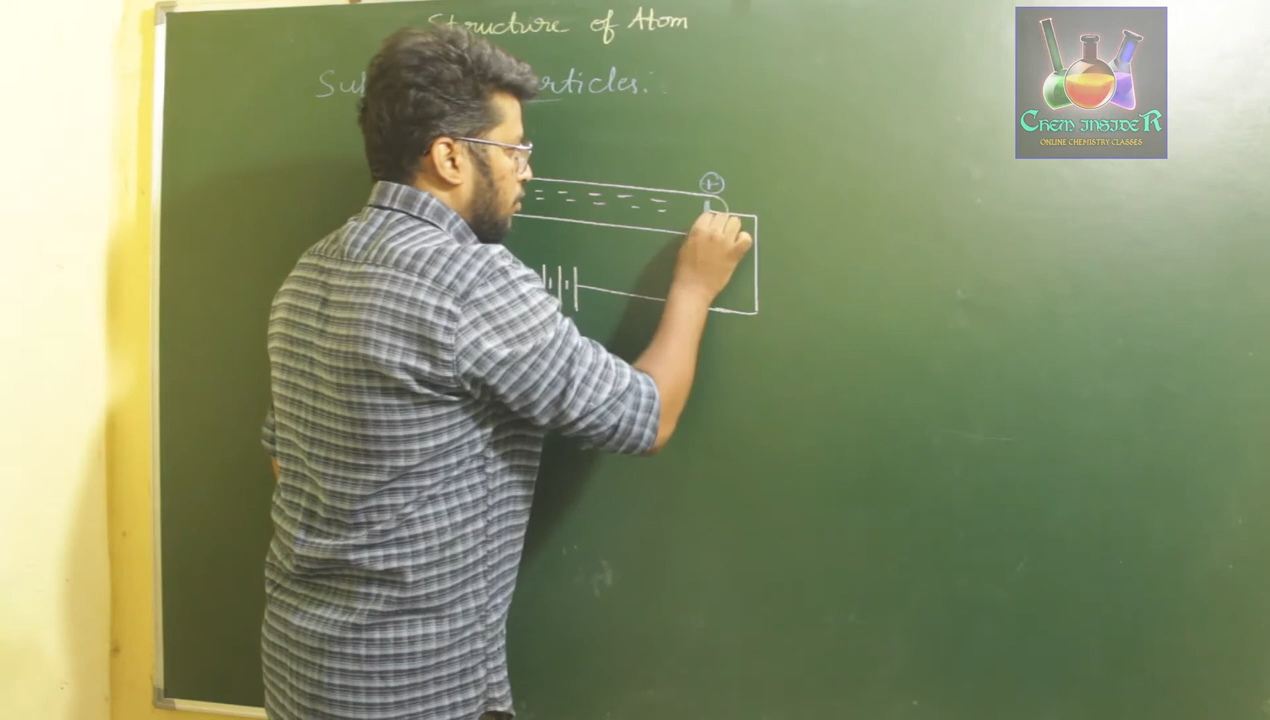 Structure of Atom
Sub rticles:
+
CHEM INSIDER
ONLINE CHEMISTRY CLASSES